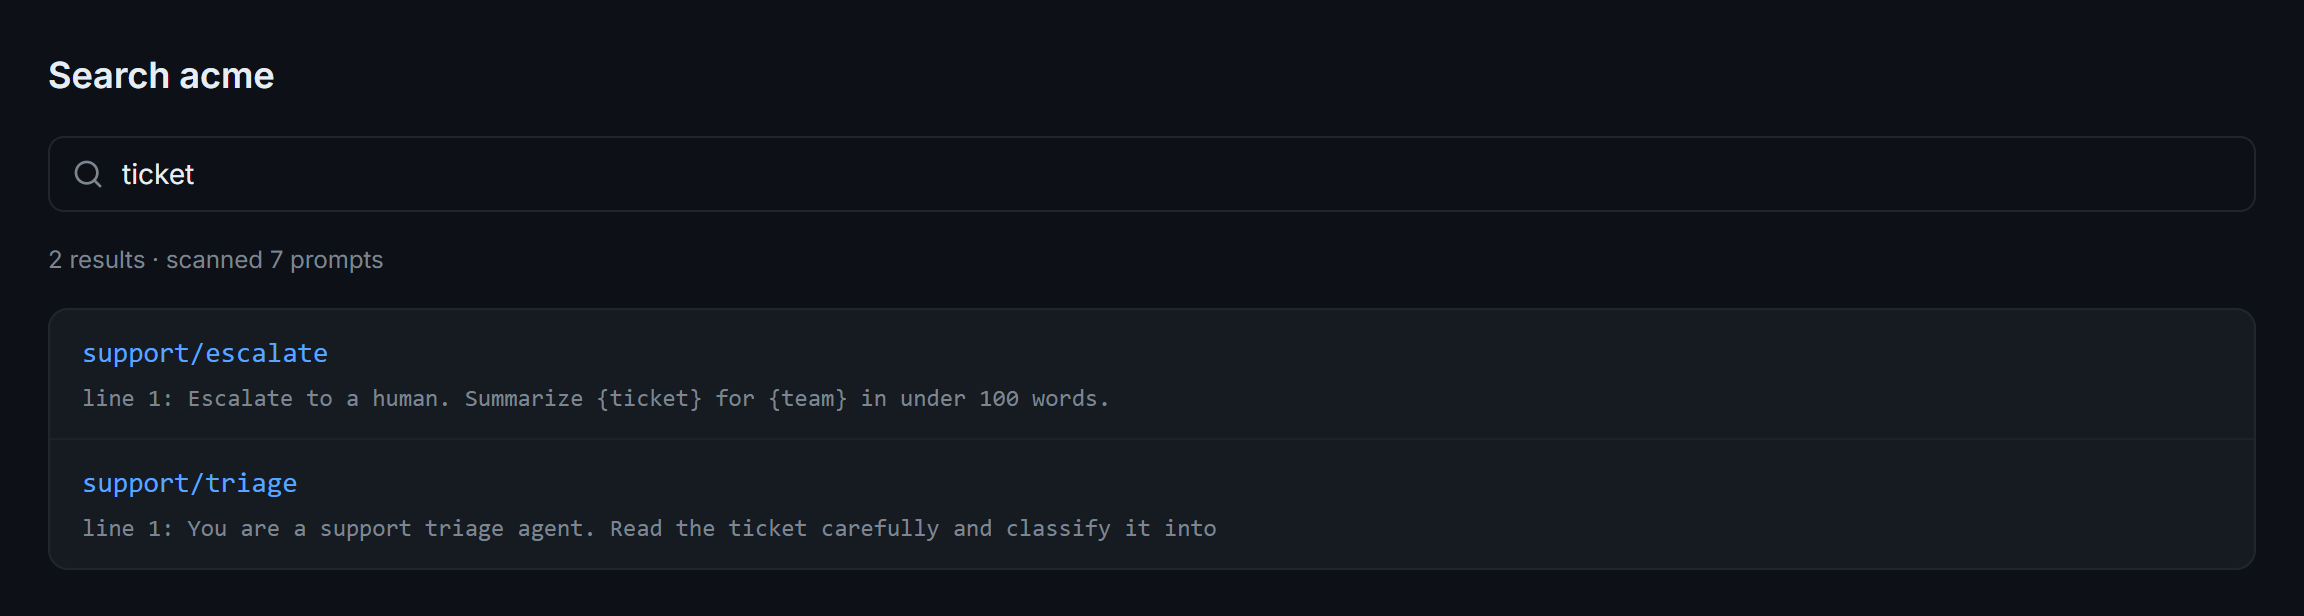 Search acme
ticket
2 results · scanned 7 prompts
support/escalate
line 1: Escalate to a human. Summarize {ticket} for {team} in under 100 words.
support/triage
line 1: You are a support triage agent. Read the ticket carefully and classify it into